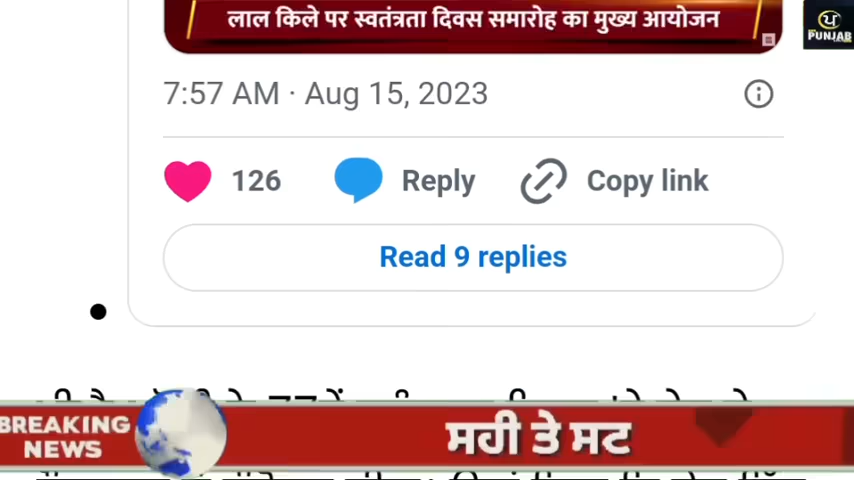 लाल किले पर स्वतंत्रता दिवस समारोह का मुख्य आयोजन
ਪ
PUNJAB
7:57 AM · Aug 15, 2023
126 Reply Copy link
Read 9 replies
BREAKING
NEWS
ਸਹੀ ਤੇ ਸਟ